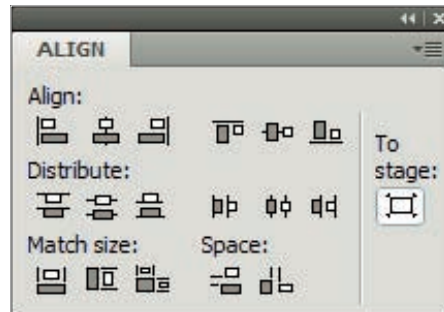 ALIGN
Align:
To
stage:
Distribute:
Match size:
Space: